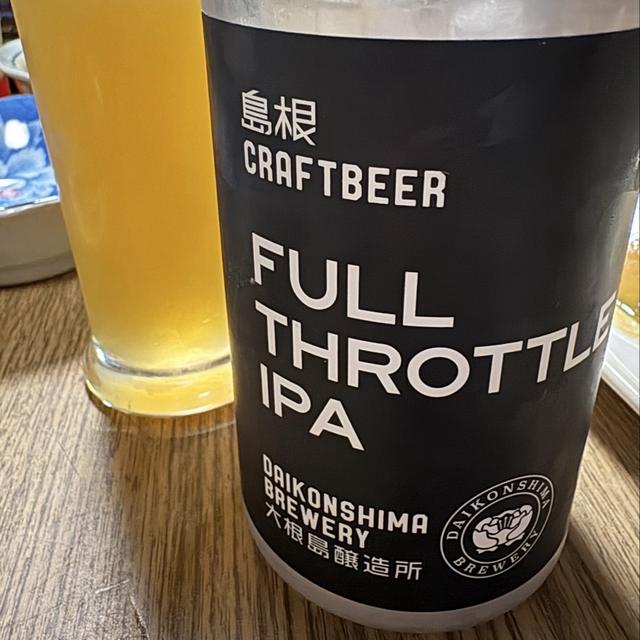 島根
CRAFTBEER
FULL
THROTTLE
IPA
DAIKONSHIMA
BREWERY
大根島醸造所
DAIKONSHIMA
BREWERY